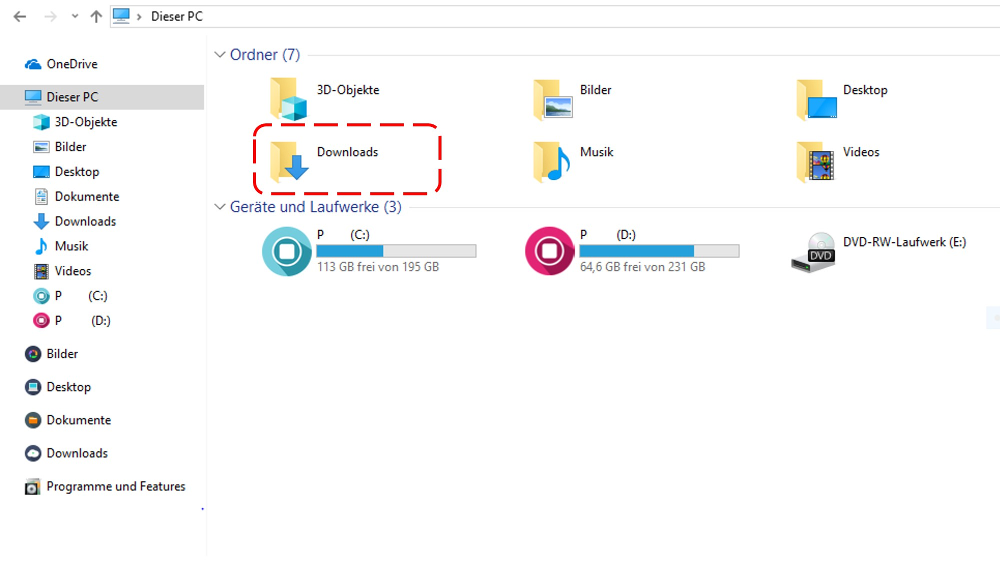 Dieser PC
OneDrive
Dieser PC
3D-Objekte
Bilder
Desktop
Dokumente
Downloads
Musik
Videos
P (C:)
P (D:)
Bilder
Desktop
Dokumente
Downloads
Programme und Features
Ordner (7)
3D-Objekte
Bilder
Desktop
Downloads
Musik
Videos
Geräte und Laufwerke (3)
P (C:)
113 GB frei von 195 GB
P (D:)
64,6 GB frei von 231 GB
DVD
DVD-RW-Laufwerk (E:)